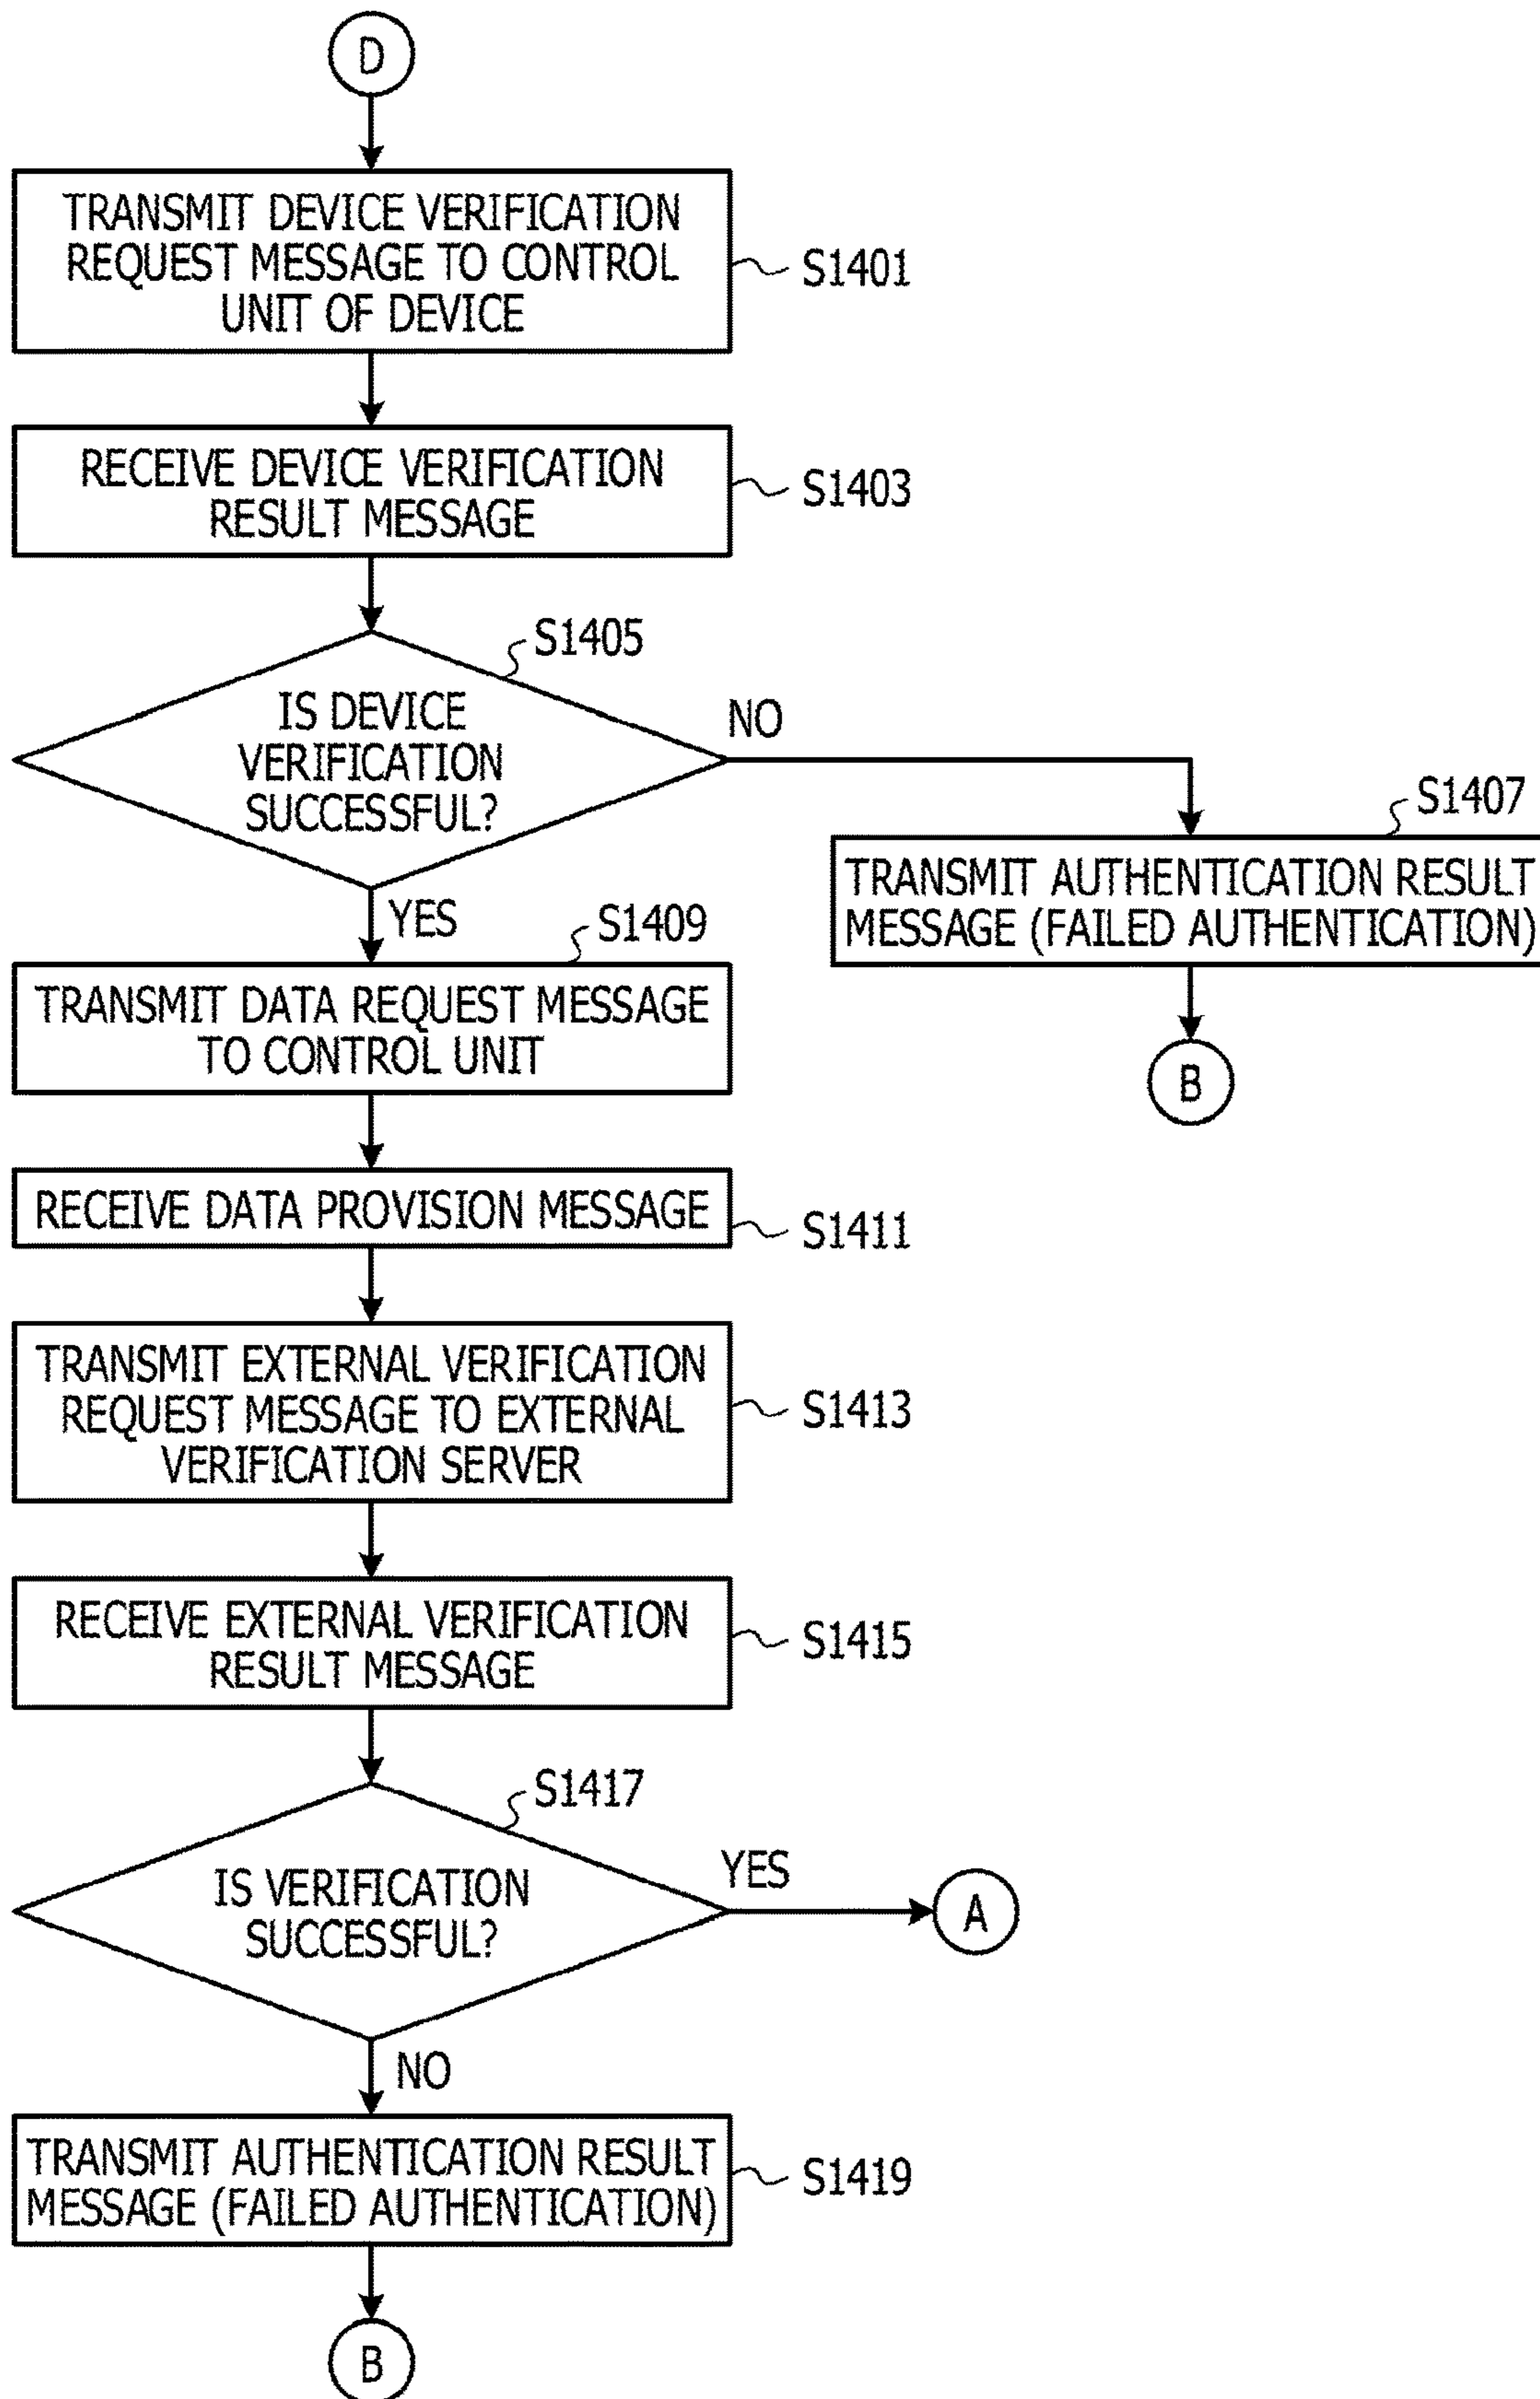 D
TRANSMIT DEVICE VERIFICATION
REQUEST MESSAGE TO CONTROL
UNIT OF DEVICE
S1401
RECEIVE DEVICE VERIFICATION
RESULT MESSAGE
S1403
S1405
IS DEVICE
VERIFICATION
SUCCESSFUL?
NO
S1407
TRANSMIT AUTHENTICATION RESULT
MESSAGE (FAILED AUTHENTICATION)
B
YES
S1409
TRANSMIT DATA REQUEST MESSAGE
TO CONTROL UNIT
RECEIVE DATA PROVISION MESSAGE
S1411
TRANSMIT EXTERNAL VERIFICATION
REQUEST MESSAGE TO EXTERNAL
VERIFICATION SERVER
S1413
RECEIVE EXTERNAL VERIFICATION
RESULT MESSAGE
S1415
S1417
IS VERIFICATION
SUCCESSFUL?
YES
A
NO
TRANSMIT AUTHENTICATION RESULT
MESSAGE (FAILED AUTHENTICATION)
S1419
B